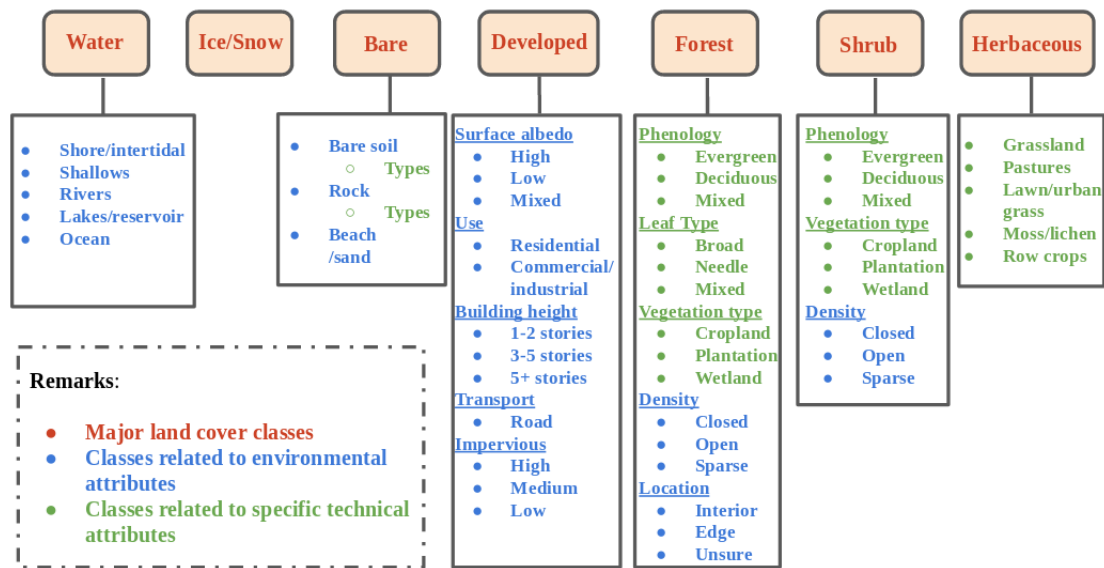 Water
Ice/Snow
Bare
Developed
Forest
Shrub
Herbaceous
● Shore/intertidal
● Shallows
● Rivers
● Lakes/reservoir
● Ocean
● Bare soil
○ Types
● Rock
○ Types
● Beach
/sand
Surface albedo
● High
● Low
● Mixed
Use
● Residential
● Commercial/
industrial
Building height
● 1-2 stories
● 3-5 stories
● 5+ stories
Transport
● Road
Impervious
● High
● Medium
● Low
Phenology
● Evergreen
● Deciduous
● Mixed
Leaf Type
● Broad
● Needle
● Mixed
Vegetation type
● Cropland
● Plantation
● Wetland
Density
● Closed
● Open
● Sparse
Location
● Interior
● Edge
● Unsure
Phenology
● Evergreen
● Deciduous
● Mixed
Vegetation type
● Cropland
● Plantation
● Wetland
Density
● Closed
● Open
● Sparse
● Grassland
● Pastures
● Lawn/urban
grass
● Moss/lichen
● Row crops
Remarks:
● Major land cover classes
● Classes related to environmental
attributes
● Classes related to specific technical
attributes